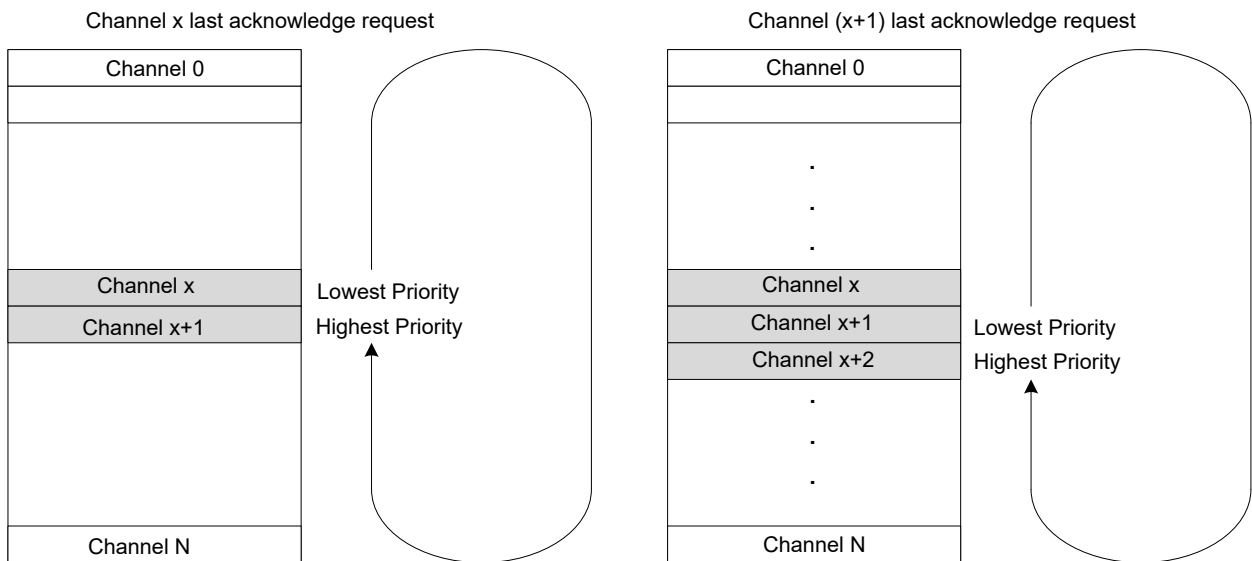 Channel x last acknowledge request
Channel 0
Channel x
Lowest Priority
Channel x+1
Highest Priority
Channel N
Channel (x+1) last acknowledge request
Channel 0
.
.
.
Channel x
Channel x+1
Lowest Priority
Channel x+2
Highest Priority
.
.
.
Channel N